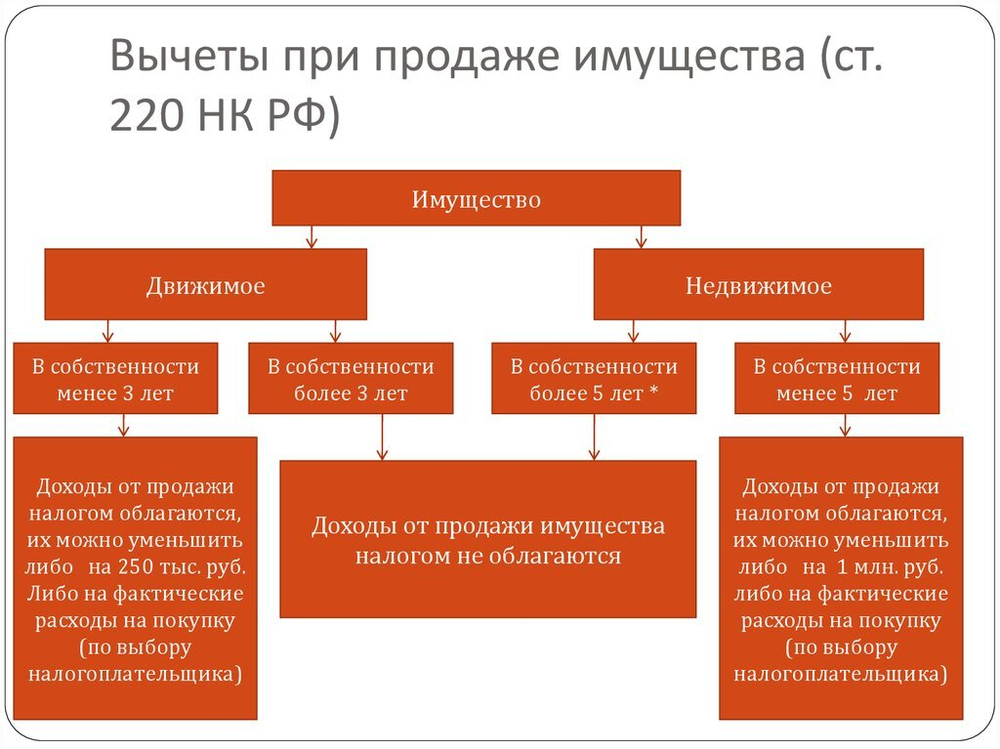 Вычеты при продаже имущества (ст.
220 НК РФ)
Имущество
Движимое
Недвижимое
В собственности
менее 3 лет
В собственности
более 3 лет
В собственности
более 5 лет *
В собственности
менее 5 лет
Доходы от продажи
налогом облагаются,
их можно уменьшить
либо на 250 тыс. руб.
Либо на фактические
расходы на покупку
(по выбору
налогоплательщика)
Доходы от продажи имущества
налогом не облагаются
Доходы от продажи
налогом облагаются,
их можно уменьшить
либо на 1 млн. руб.
либо на фактические
расходы на покупку
(по выбору
налогоплательщика)